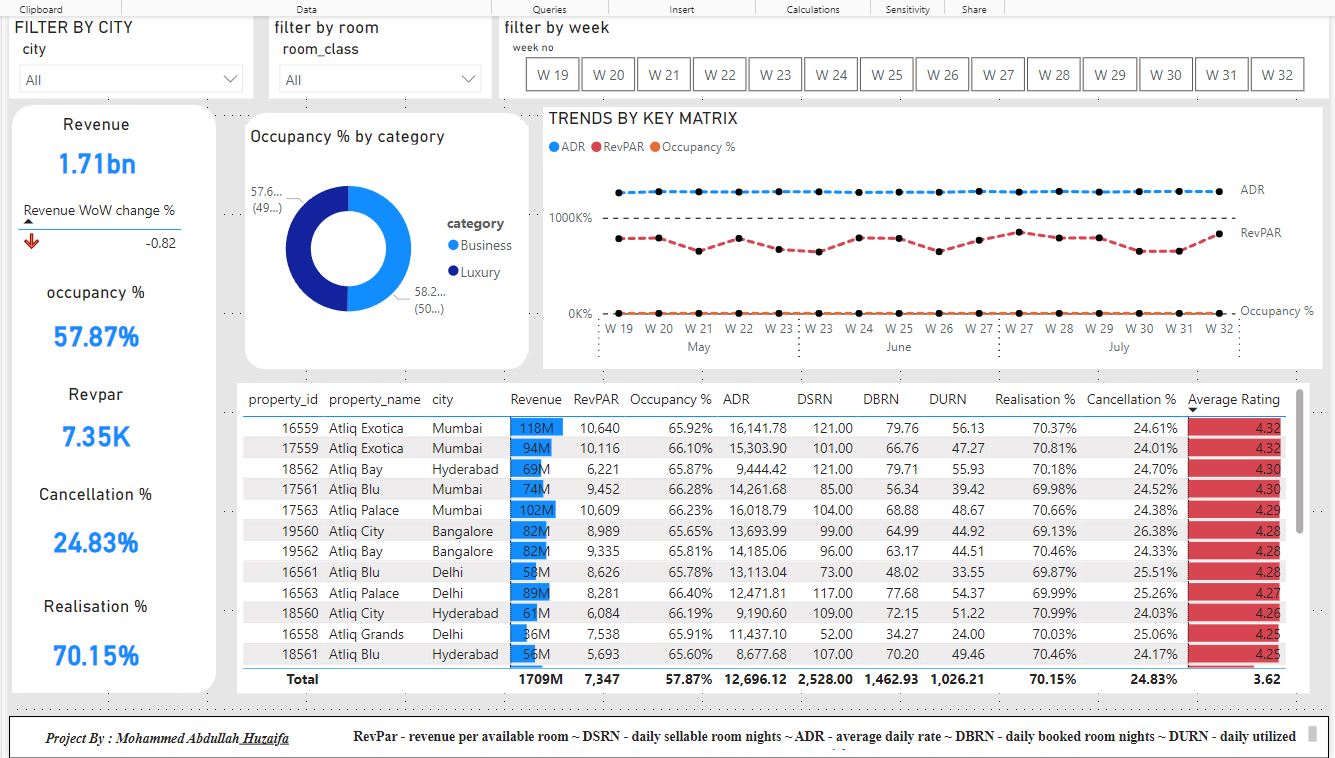 Clipboard Data Queries Insert Calculations Sensitivity Share
FILTER BY CITY
city
All
filter by room
room_class
All
filter by week
week no
W 19 W 20 W 21 W 22 W 23 W 24 W 25 W 26 W 27 W 28 W 29 W 30 W 31 W 32
Revenue
1.71bn
Revenue WoW change %
-0.82
occupancy %
57.87%
Revpar
7.35K
Cancellation %
24.83%
Realisation %
70.15%
Occupancy % by category
57.6...
(49...)
58.2...
(50...)
category
Business
Luxury
TRENDS BY KEY MATRIX
ADR RevPAR Occupancy %
1000K%
0K%
ADR
RevPAR
Occupancy %
W 19 W 20 W 21 W 22 W 23 W 23 W 24 W 25 W 26 W 27 W 27 W 28 W 29 W 30 W 31 W 32
May June July
property_id property_name city Revenue RevPAR Occupancy % ADR DSRN DBRN DURN Realisation % Cancellation % Average Rating
16559 Atliq Exotica Mumbai 118M 10,640 65.92% 16,141.78 121.00 79.76 56.13 70.37% 24.61% 4.32
17559 Atliq Exotica Mumbai 94M 10,116 66.10% 15,303.90 101.00 66.76 47.27 70.81% 24.01% 4.32
18562 Atliq Bay Hyderabad 69M 6,221 65.87% 9,444.42 121.00 79.71 55.93 70.18% 24.70% 4.30
17561 Atliq Blu Mumbai 74M 9,452 66.28% 14,261.68 85.00 56.34 39.42 69.98% 24.52% 4.30
17563 Atliq Palace Mumbai 102M 10,609 66.23% 16,018.79 104.00 68.88 48.67 70.66% 24.38% 4.29
19560 Atliq City Bangalore 82M 8,989 65.65% 13,693.99 99.00 64.99 44.92 69.13% 26.38% 4.28
19562 Atliq Bay Bangalore 82M 9,335 65.81% 14,185.06 96.00 63.17 44.51 70.46% 24.33% 4.28
16561 Atliq Blu Delhi 58M 8,626 65.78% 13,113.04 73.00 48.02 33.55 69.87% 25.51% 4.28
16563 Atliq Palace Delhi 89M 8,281 66.40% 12,471.81 117.00 77.68 54.37 69.99% 25.26% 4.27
18560 Atliq City Hyderabad 61M 6,084 66.19% 9,190.60 109.00 72.15 51.22 70.99% 24.03% 4.26
16558 Atliq Grands Delhi 36M 7,538 65.91% 11,437.10 52.00 34.27 24.00 70.03% 25.06% 4.25
18561 Atliq Blu Hyderabad 56M 5,693 65.60% 8,677.68 107.00 70.20 49.46 70.46% 24.17% 4.25
Total 1709M 7,347 57.87% 12,696.12 2,528.00 1,462.93 1,026.21 70.15% 24.83% 3.62
Project By : Mohammed Abdullah Huzaifa
RevPar - revenue per available room ~ DSRN - daily sellable room nights ~ ADR - average daily rate ~ DBRN - daily booked room nights ~ DURN - daily utilized